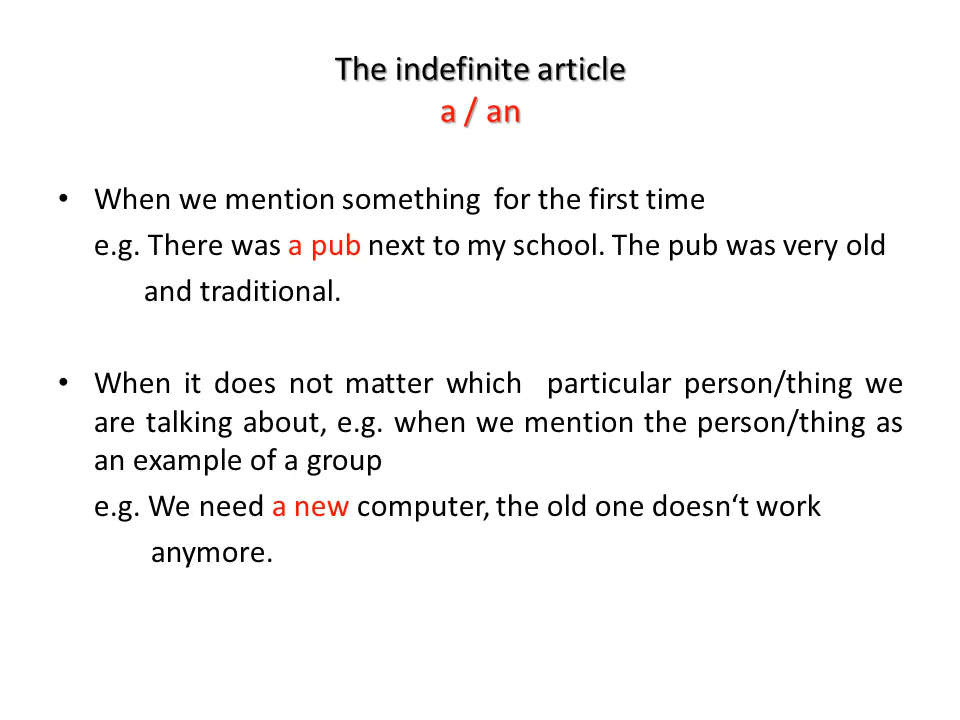 The indefinite article
a / an
• When we mention something  for the first time
e.g. There was a pub next to my school. The pub was very old
and traditional.
• When it does not matter which  particular person/thing we
are talking about, e.g. when we mention the person/thing as
an example of a group
e.g. We need a new computer, the old one doesn‘t work
anymore.